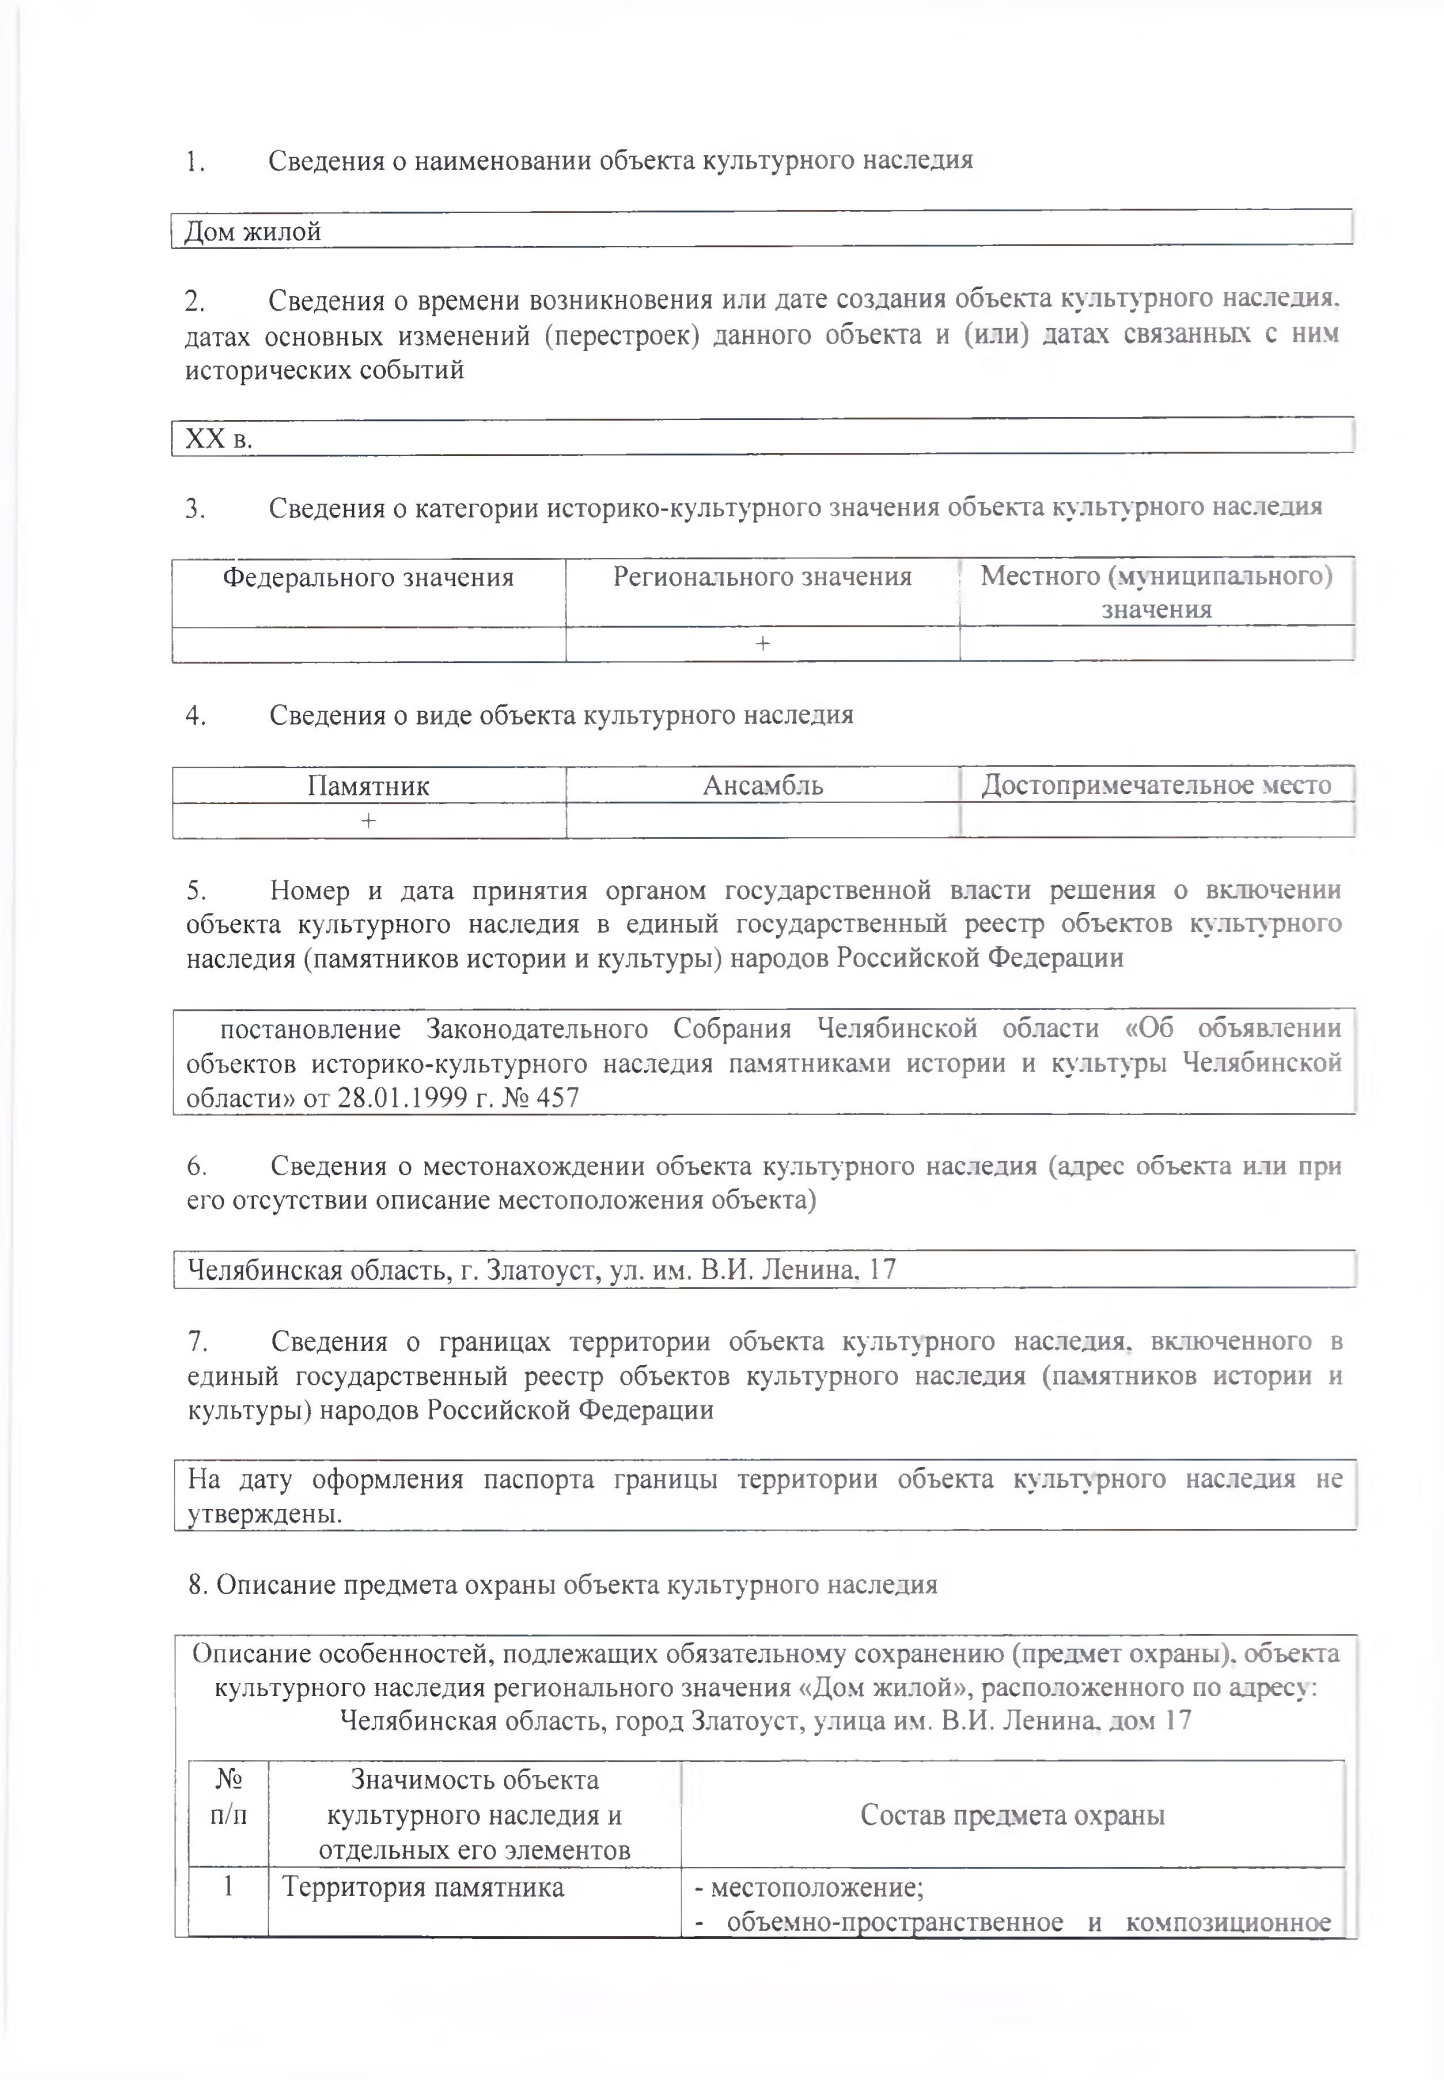 1. Сведения о наименовании объекта культурного наследия
Дом жилой
2. Сведения о времени возникновения или дате создания объекта культурного наследия,
датах основных изменений (перестроек) данного объекта и (или) датах связанных с ним
исторических событий
XX в.
3. Сведения о категории историко-культурного значения объекта культурного наследия
Федерального значения Регионального значения Местного (муниципального)
значения
+
4. Сведения о виде объекта культурного наследия
Памятник Ансамбль Достопримечательное место
+
5. Номер и дата принятия органом государственной власти решения о включении
объекта культурного наследия в единый государственный реестр объектов культурного
наследия (памятников истории и культуры) народов Российской Федерации
постановление Законодательного Собрания Челябинской области «Об объявлении
объектов историко-культурного наследия памятниками истории и культуры Челябинской
области» от 28.01.1999 г. № 457
6. Сведения о местонахождении объекта культурного наследия (адрес объекта или при
его отсутствии описание местоположения объекта)
Челябинская область, г. Златоуст, ул. им. В.И. Ленина, 17
7. Сведения о границах территории объекта культурного наследия, включенного в
единый государственный реестр объектов культурного наследия (памятников истории и
культуры) народов Российской Федерации
На дату оформления паспорта границы территории объекта культурного наследия не
утверждены.
8. Описание предмета охраны объекта культурного наследия
Описание особенностей, подлежащих обязательному сохранению (предмет охраны), объекта
культурного наследия регионального значения «Дом жилой», расположенного по адресу:
Челябинская область, город Златоуст, улица им. В.И. Ленина, дом 17
№ Значимость объекта
п/п культурного наследия и Состав предмета охраны
отдельных его элементов
1 Территория памятника - местоположение;
- объемно-пространственное и композиционное